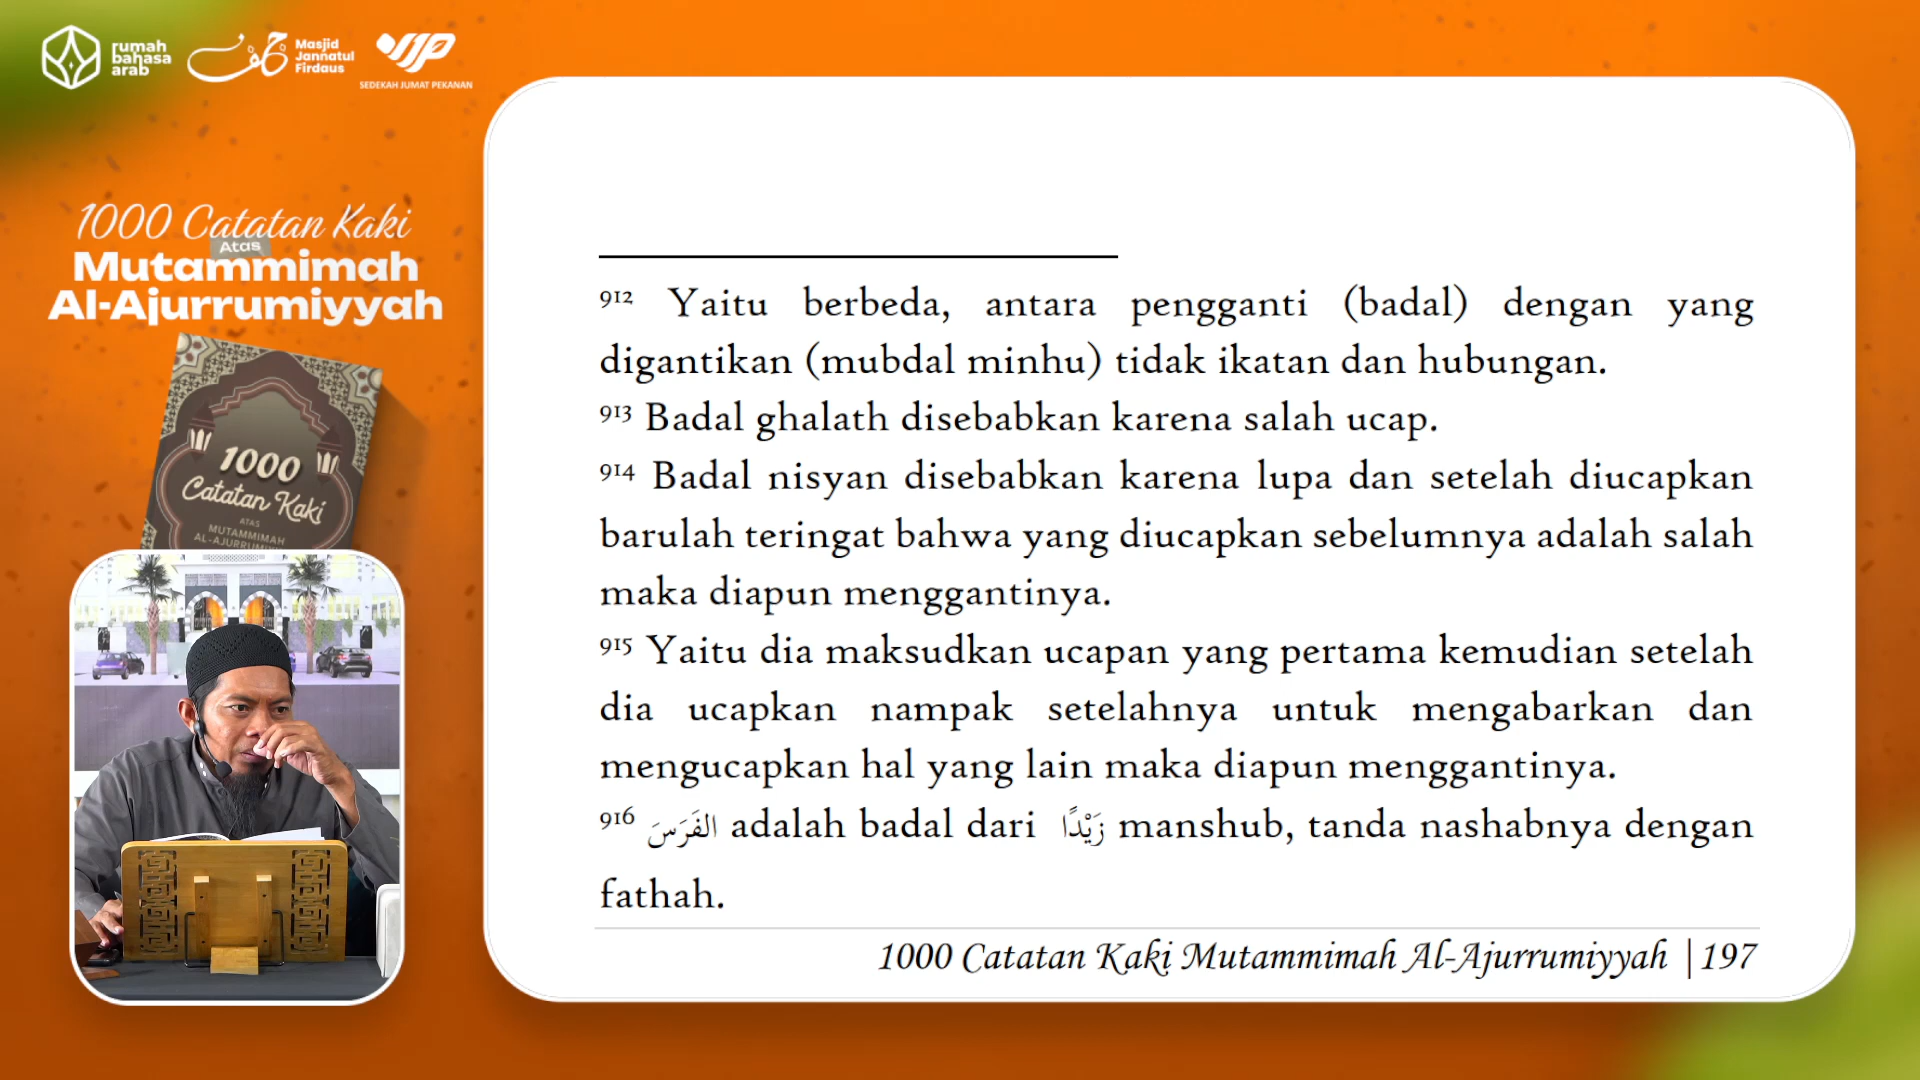 rumah
bahasa
arab
Masjid
Jannatul
Firdaus
SEDEKAH JUMAT PEKANAN
1000 Catatan Kaki
Atas
Mutammimah
Al-Ajurrumiyyah
1000
Catatan Kaki
ATAS
MUTAMMIMAH
912 Yaitu berbeda, antara pengganti (badal) dengan yang
digantikan (mubdal minhu) tidak ikatan dan hubungan.
913 Badal ghalath disebabkan karena salah ucap.
914 Badal nisyan disebabkan karena lupa dan setelah diucapkan
barulah teringat bahwa yang diucapkan sebelumnya adalah salah
maka diapun menggantinya.
915 Yaitu dia maksudkan ucapan yang pertama kemudian setelah
dia ucapkan nampak setelahnya untuk mengabarkan dan
mengucapkan hal yang lain maka diapun menggantinya.
916 الفَرَسَ adalah badal dari زَيْدًا manshub, tanda nashabnya dengan
fathah.
1000 Catatan Kaki Mutammimah Al-Ajurrumiyyah | 197